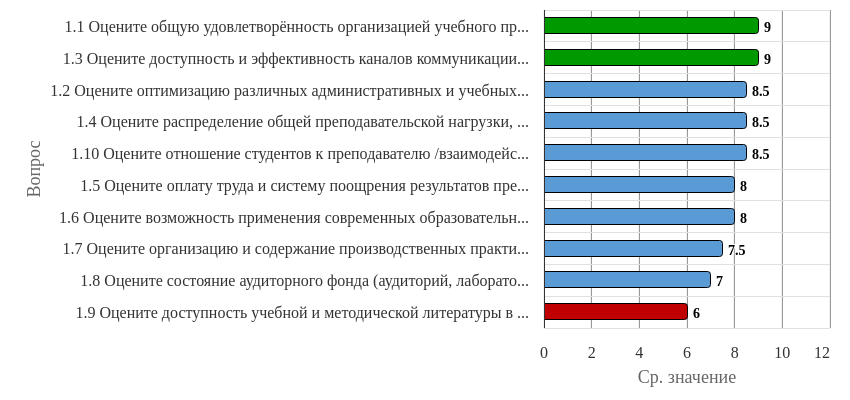 1.1 Оцените общую удовлетворённость организацией учебного пр... 9
1.3 Оцените доступность и эффективность каналов коммуникации... 9
1.2 Оцените оптимизацию различных административных и учебных... 8.5
1.4 Оцените распределение общей преподавательской нагрузки, ... 8.5
1.10 Оцените отношение студентов к преподавателю /взаимодейс... 8.5
1.5 Оцените оплату труда и систему поощрения результатов пре... 8
1.6 Оцените возможность применения современных образовательн... 8
1.7 Оцените организацию и содержание производственных практи... 7.5
1.8 Оцените состояние аудиторного фонда (аудиторий, лаборато... 7
1.9 Оцените доступность учебной и методической литературы в ... 6
Вопрос
0 2 4 6 8 10 12
Ср. значение